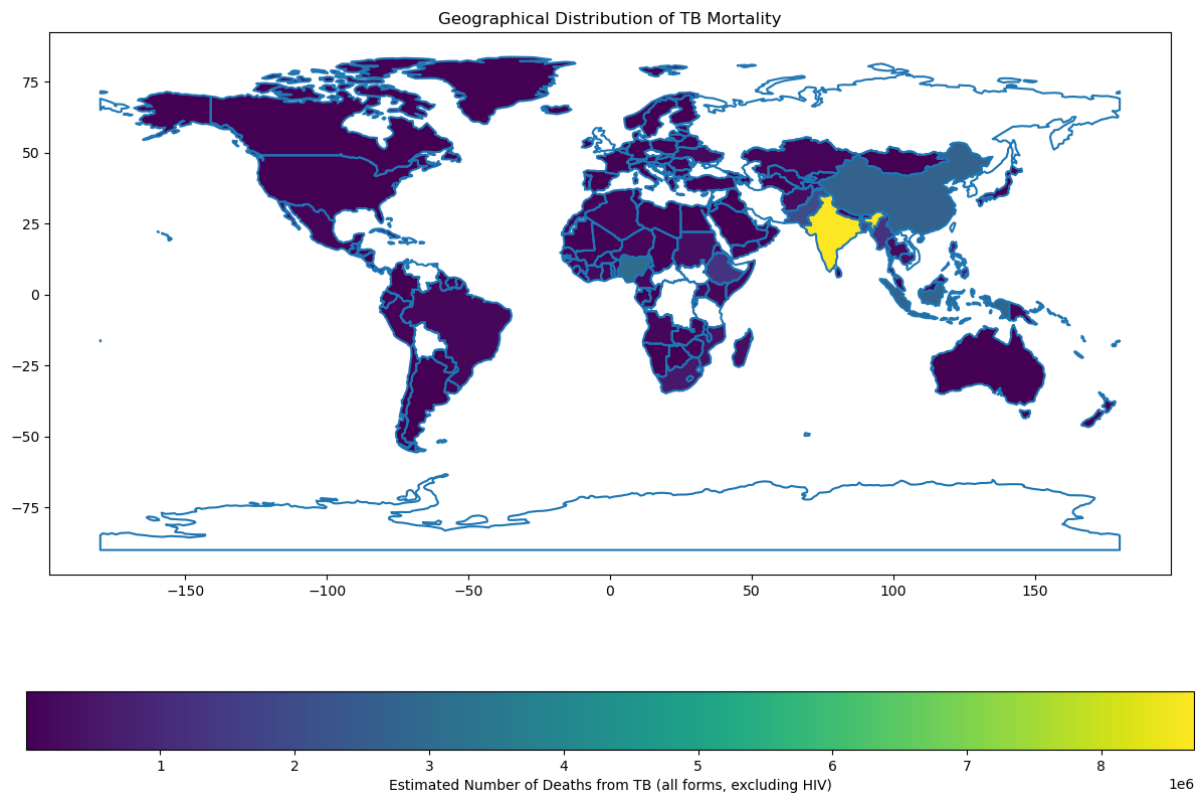 Geographical Distribution of TB Mortality
75
50
25
0
−25
−50
−75
−150 −100 −50 0 50 100 150
1 2 3 4 5 6 7 8
Estimated Number of Deaths from TB (all forms, excluding HIV)
1e6